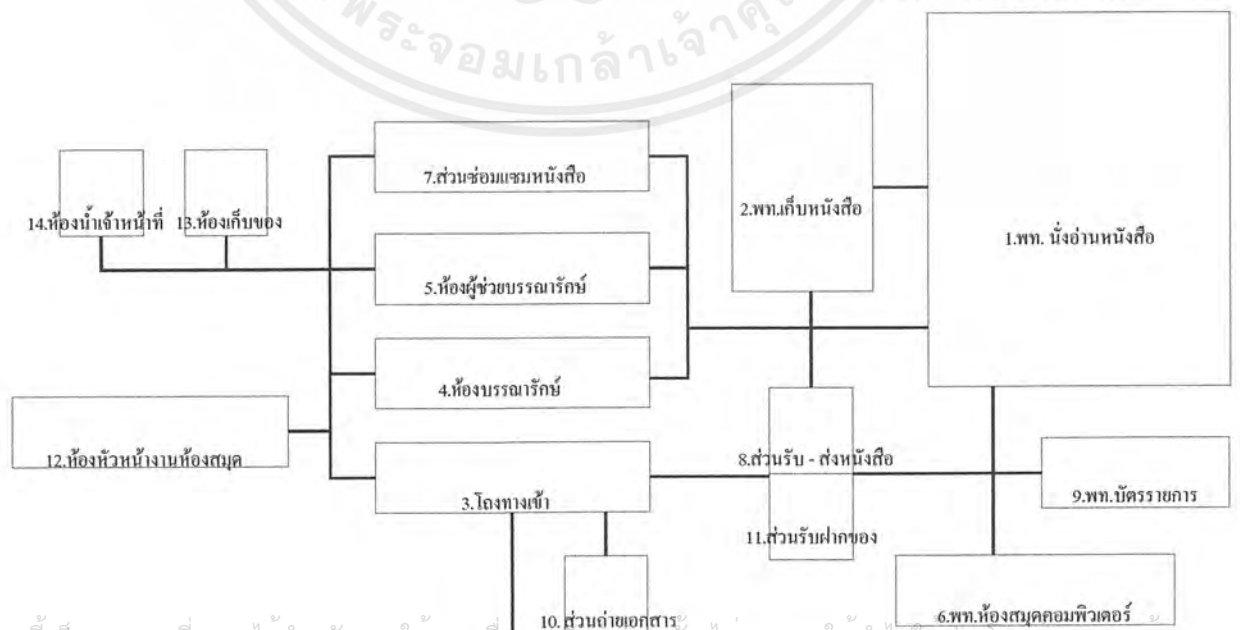 พระจอมเกล้าเจ้าคุ
7.ส่วนซ่อมแซมหนังสือ
14.ห้องน้ำเจ้าหน้าที่ 13.ห้องเก็บของ
2.พท.เก็บหนังสือ
1.พท. นั่งอ่านหนังสือ
5.ห้องผู้ช่วยบรรณารักษ์
4.ห้องบรรณารักษ์
12.ห้องหัวหน้างานห้องสมุด
8.ส่วนรับ - ส่งหนังสือ
3.โถงทางเข้า
9.พท.บัตรรายการ
11.ส่วนรับฝากของ
10.ส่วนถ่ายเอกสาร
6.พท.ห้องสมุดคอมพิวเตอร์